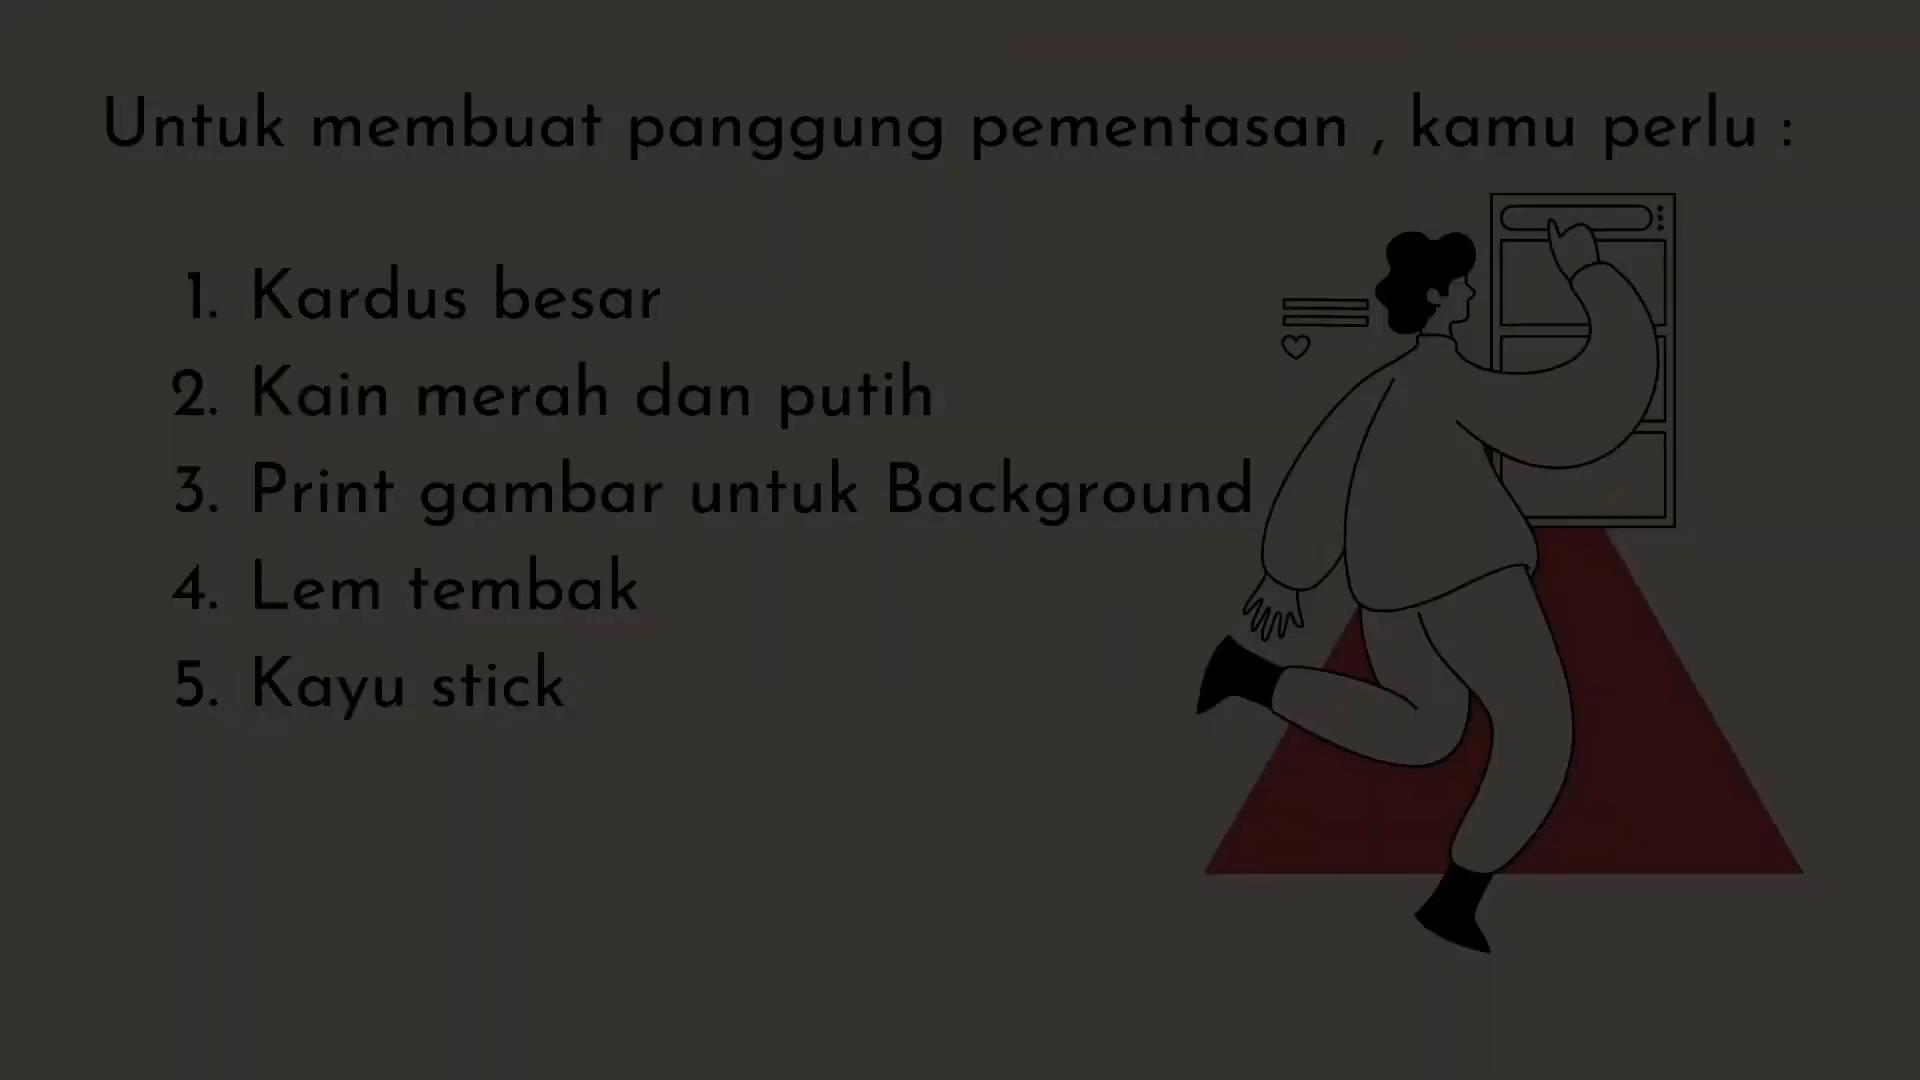 Untuk membuat panggung pementasan , kamu perlu :
1. Kardus besar
2. Kain merah dan putih
3. Print gambar untuk Background
4. Lem tembak
5. Kayu stick